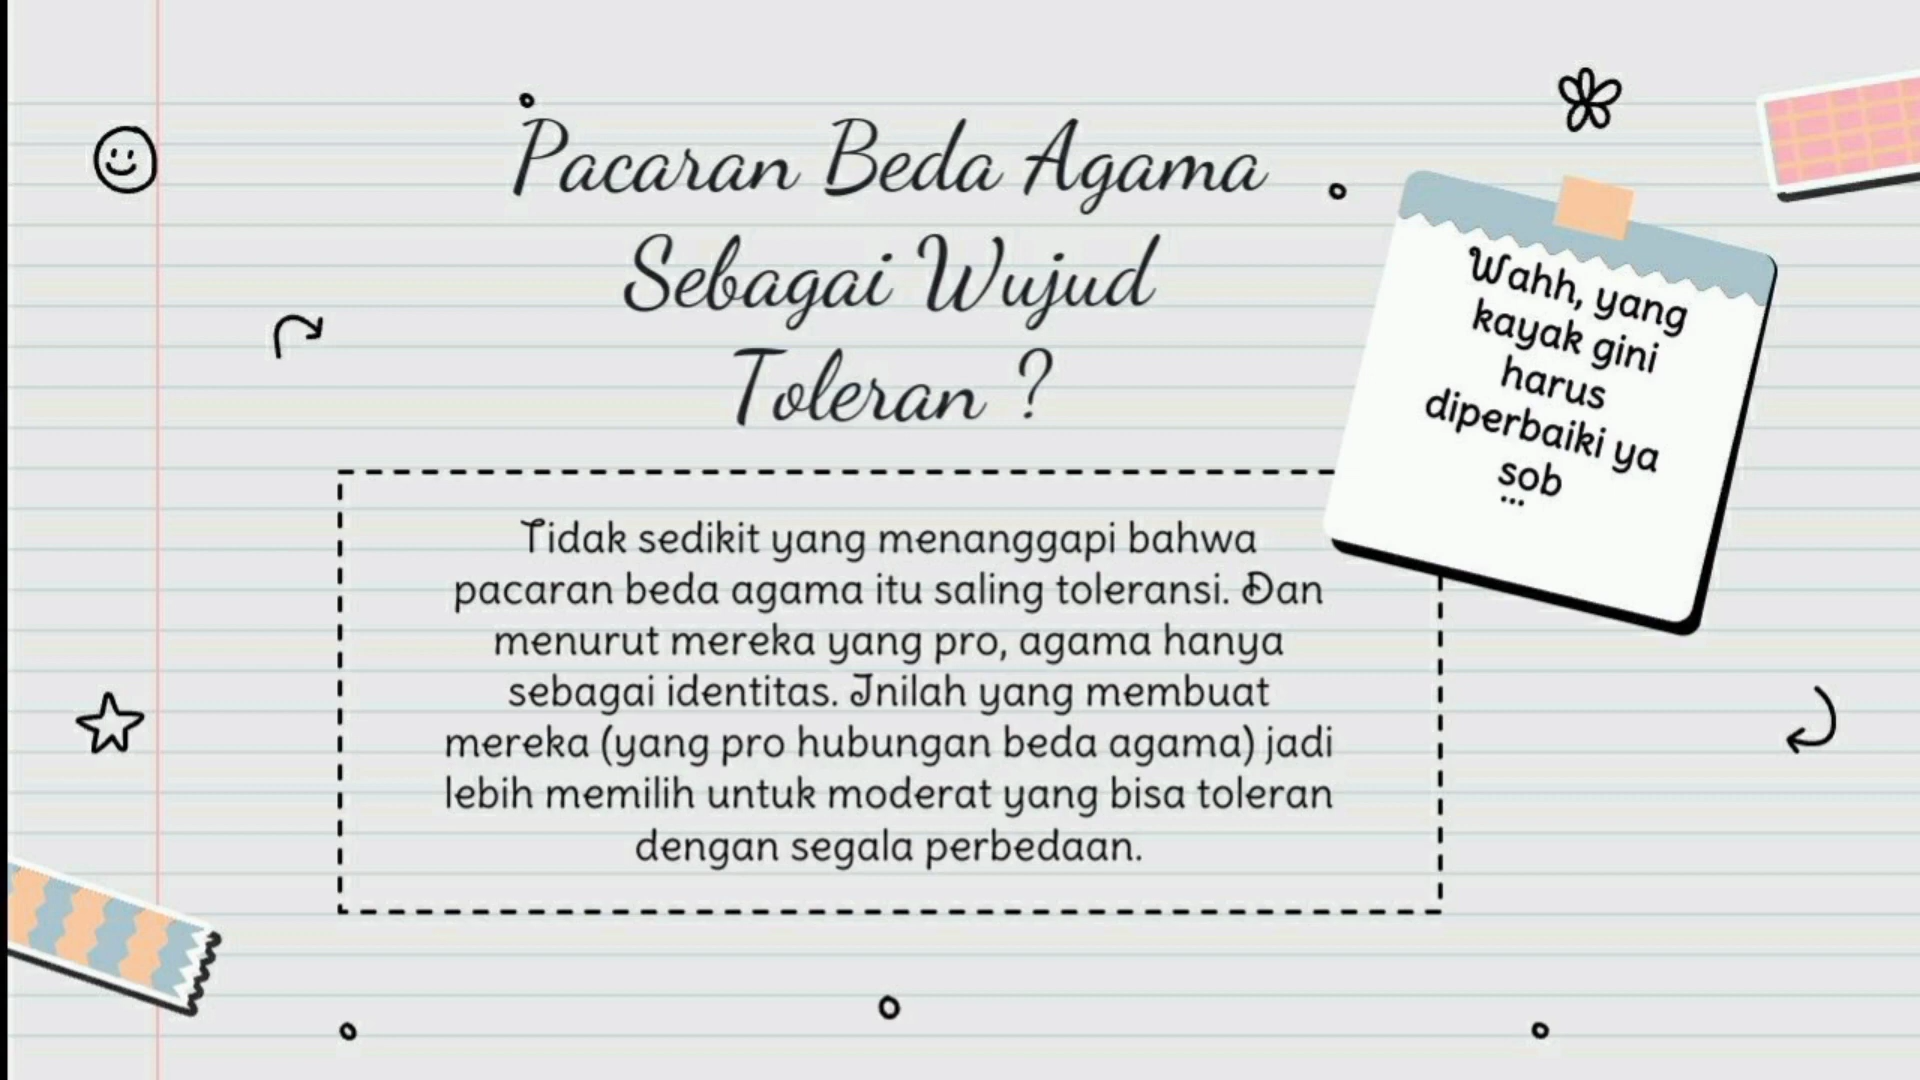 Pacaran Beda Agama
Sebagai Wujud
Toleran ?
Wahh, yang
kayak gini
harus
diperbaiki ya
sob
...
Tidak sedikit yang menanggapi bahwa
pacaran beda agama itu saling toleransi. Dan
menurut mereka yang pro, agama hanya
sebagai identitas. Inilah yang membuat
mereka (yang pro hubungan beda agama) jadi
lebih memilih untuk moderat yang bisa toleran
dengan segala perbedaan.